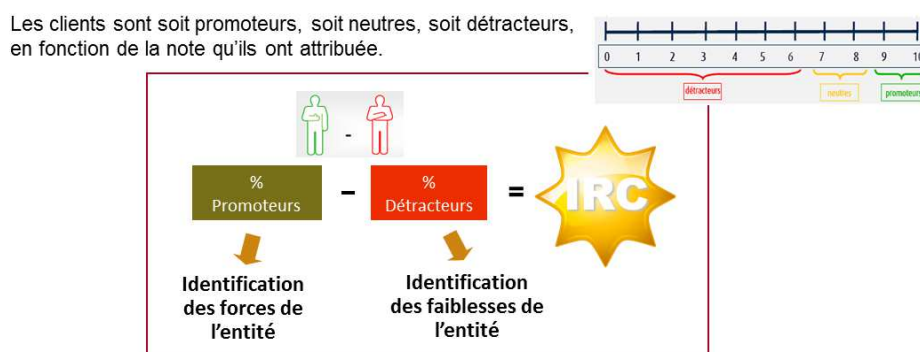 Les clients sont soit promoteurs, soit neutres, soit détracteurs,
en fonction de la note qu'ils ont attribuée.
0 1 2 3 4 5 6 7 8 9 10
détracteurs neutres promoteurs
-
% Promoteurs – % Détracteurs = IRC
Identification
des forces de
l'entité
Identification
des faiblesses de
l'entité